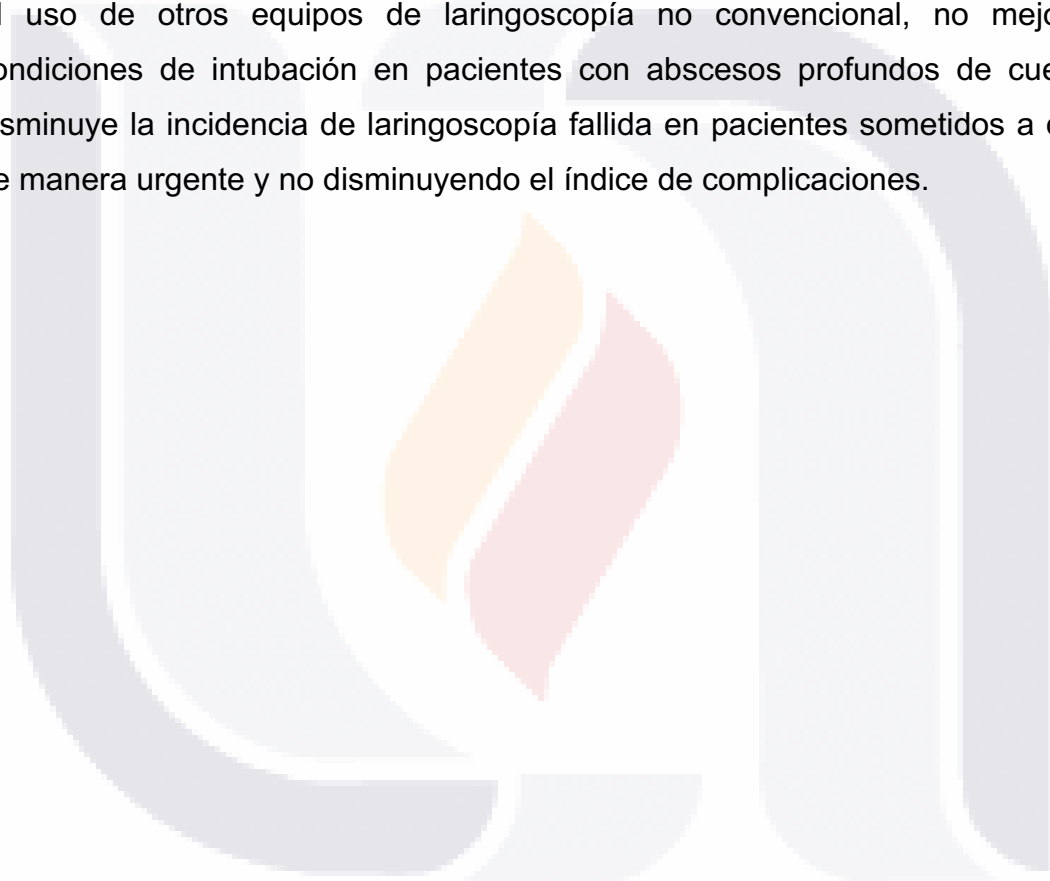 l uso de otros equipos de laringoscopía no convencional, no mejo
ondiciones de intubación en pacientes con abscesos profundos de cue
sminuye la incidencia de laringoscopía fallida en pacientes sometidos a c
e manera urgente y no disminuyendo el índice de complicaciones.